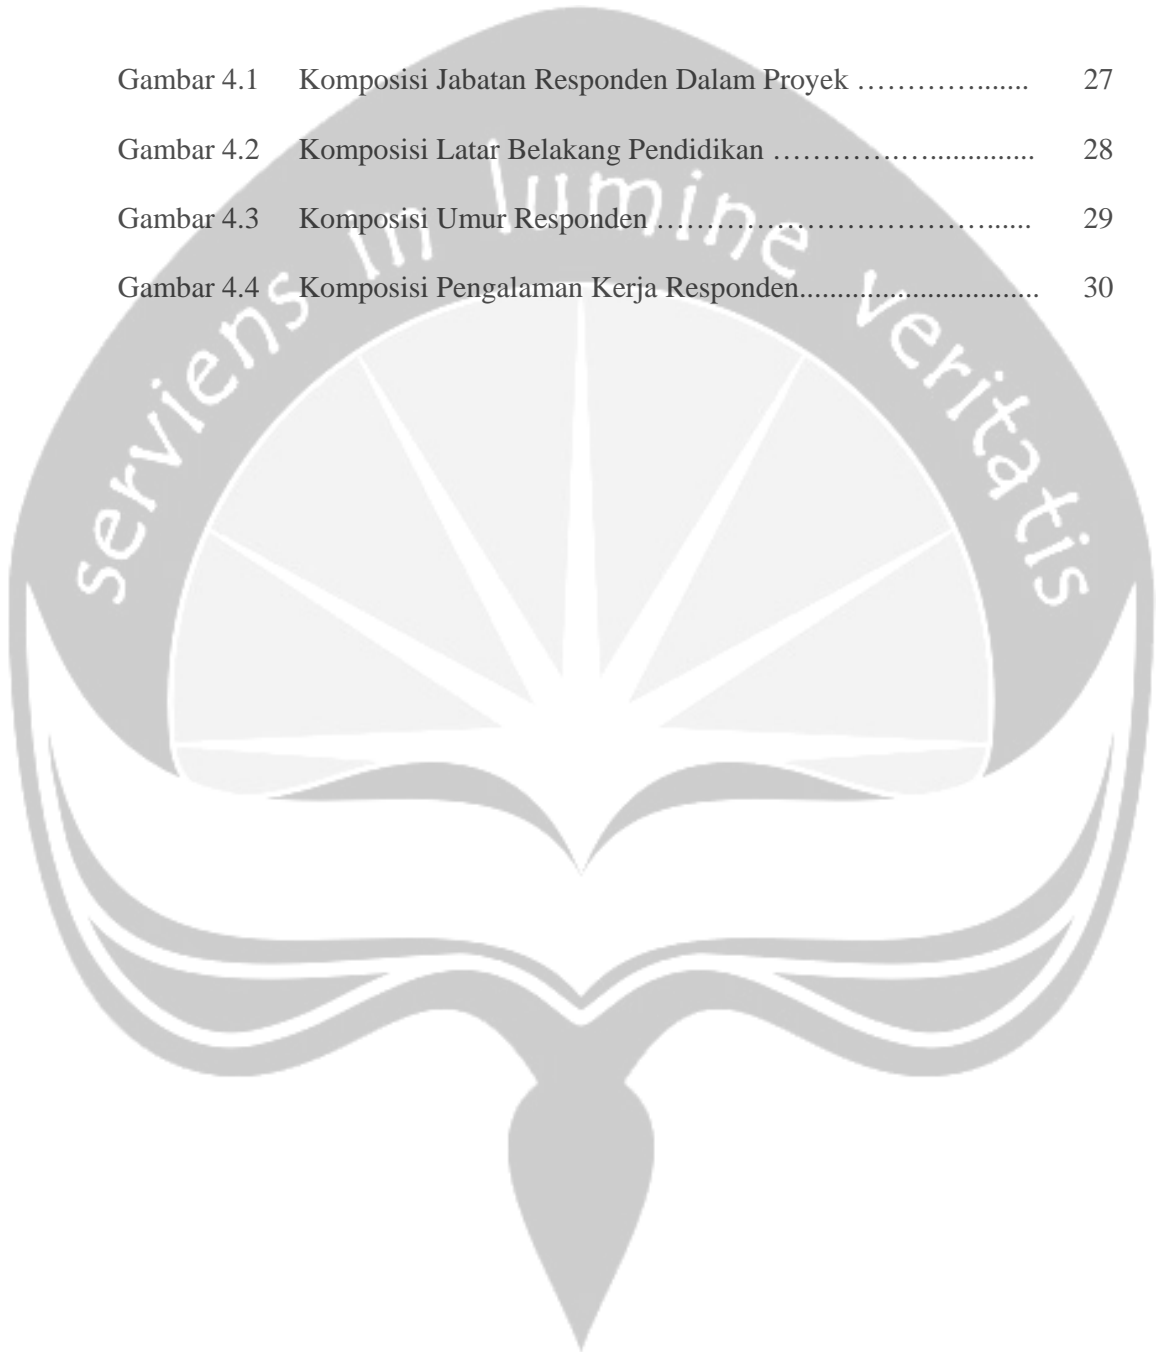 Gambar 4.1 Komposisi Jabatan Responden Dalam Proyek …………....... 27
Gambar 4.2 Komposisi Latar Belakang Pendidikan ………….….............. 28
Gambar 4.3 Komposisi Umur Responden ……………………………...... 29
Gambar 4.4 Komposisi Pengalaman Kerja Responden............................... 30
serviens in lumine veritatis